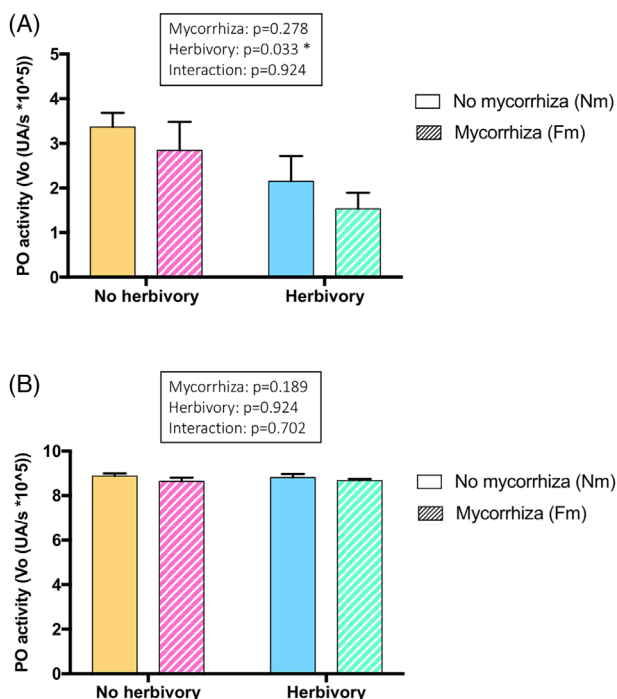 (A)
Mycorrhiza: p=0.278
Herbivory: p=0.033 *
Interaction: p=0.924
PO activity (Vo (UA/s *10^5))
5
4
3
2
1
0
No herbivory
Herbivory
No mycorrhiza (Nm)
Mycorrhiza (Fm)
(B)
Mycorrhiza: p=0.189
Herbivory: p=0.924
Interaction: p=0.702
PO activity (Vo (UA/s *10^5))
10
8
6
4
2
0
No herbivory
Herbivory
No mycorrhiza (Nm)
Mycorrhiza (Fm)